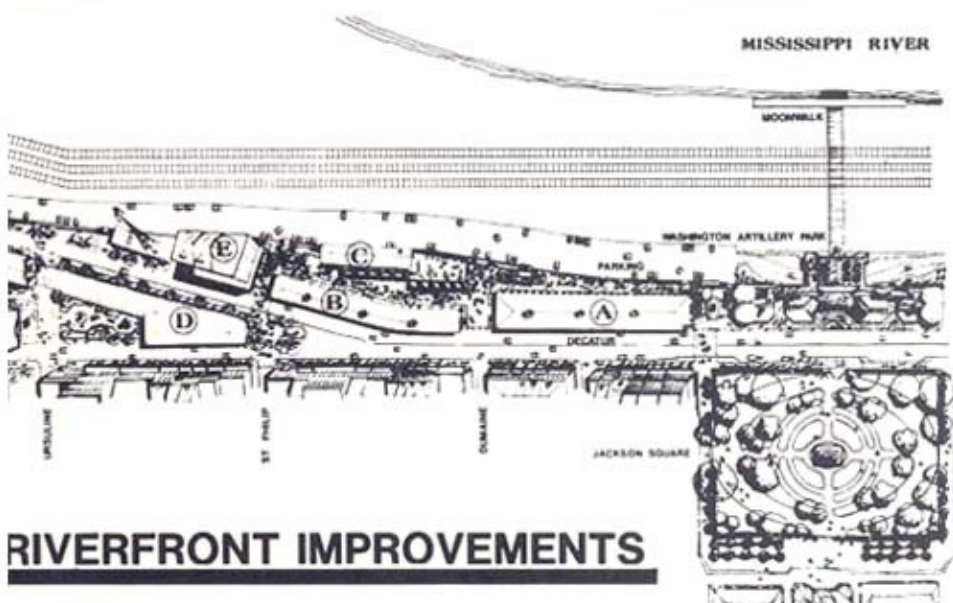 MISSISSIPPI RIVER
MOONWALK
WASHINGTON ARTILLERY PARK
PARKING
E
C
B
A
D
DECATUR
URSULINE
ST PHILIP
DUMAINE
JACKSON SQUARE
RIVERFRONT IMPROVEMENTS